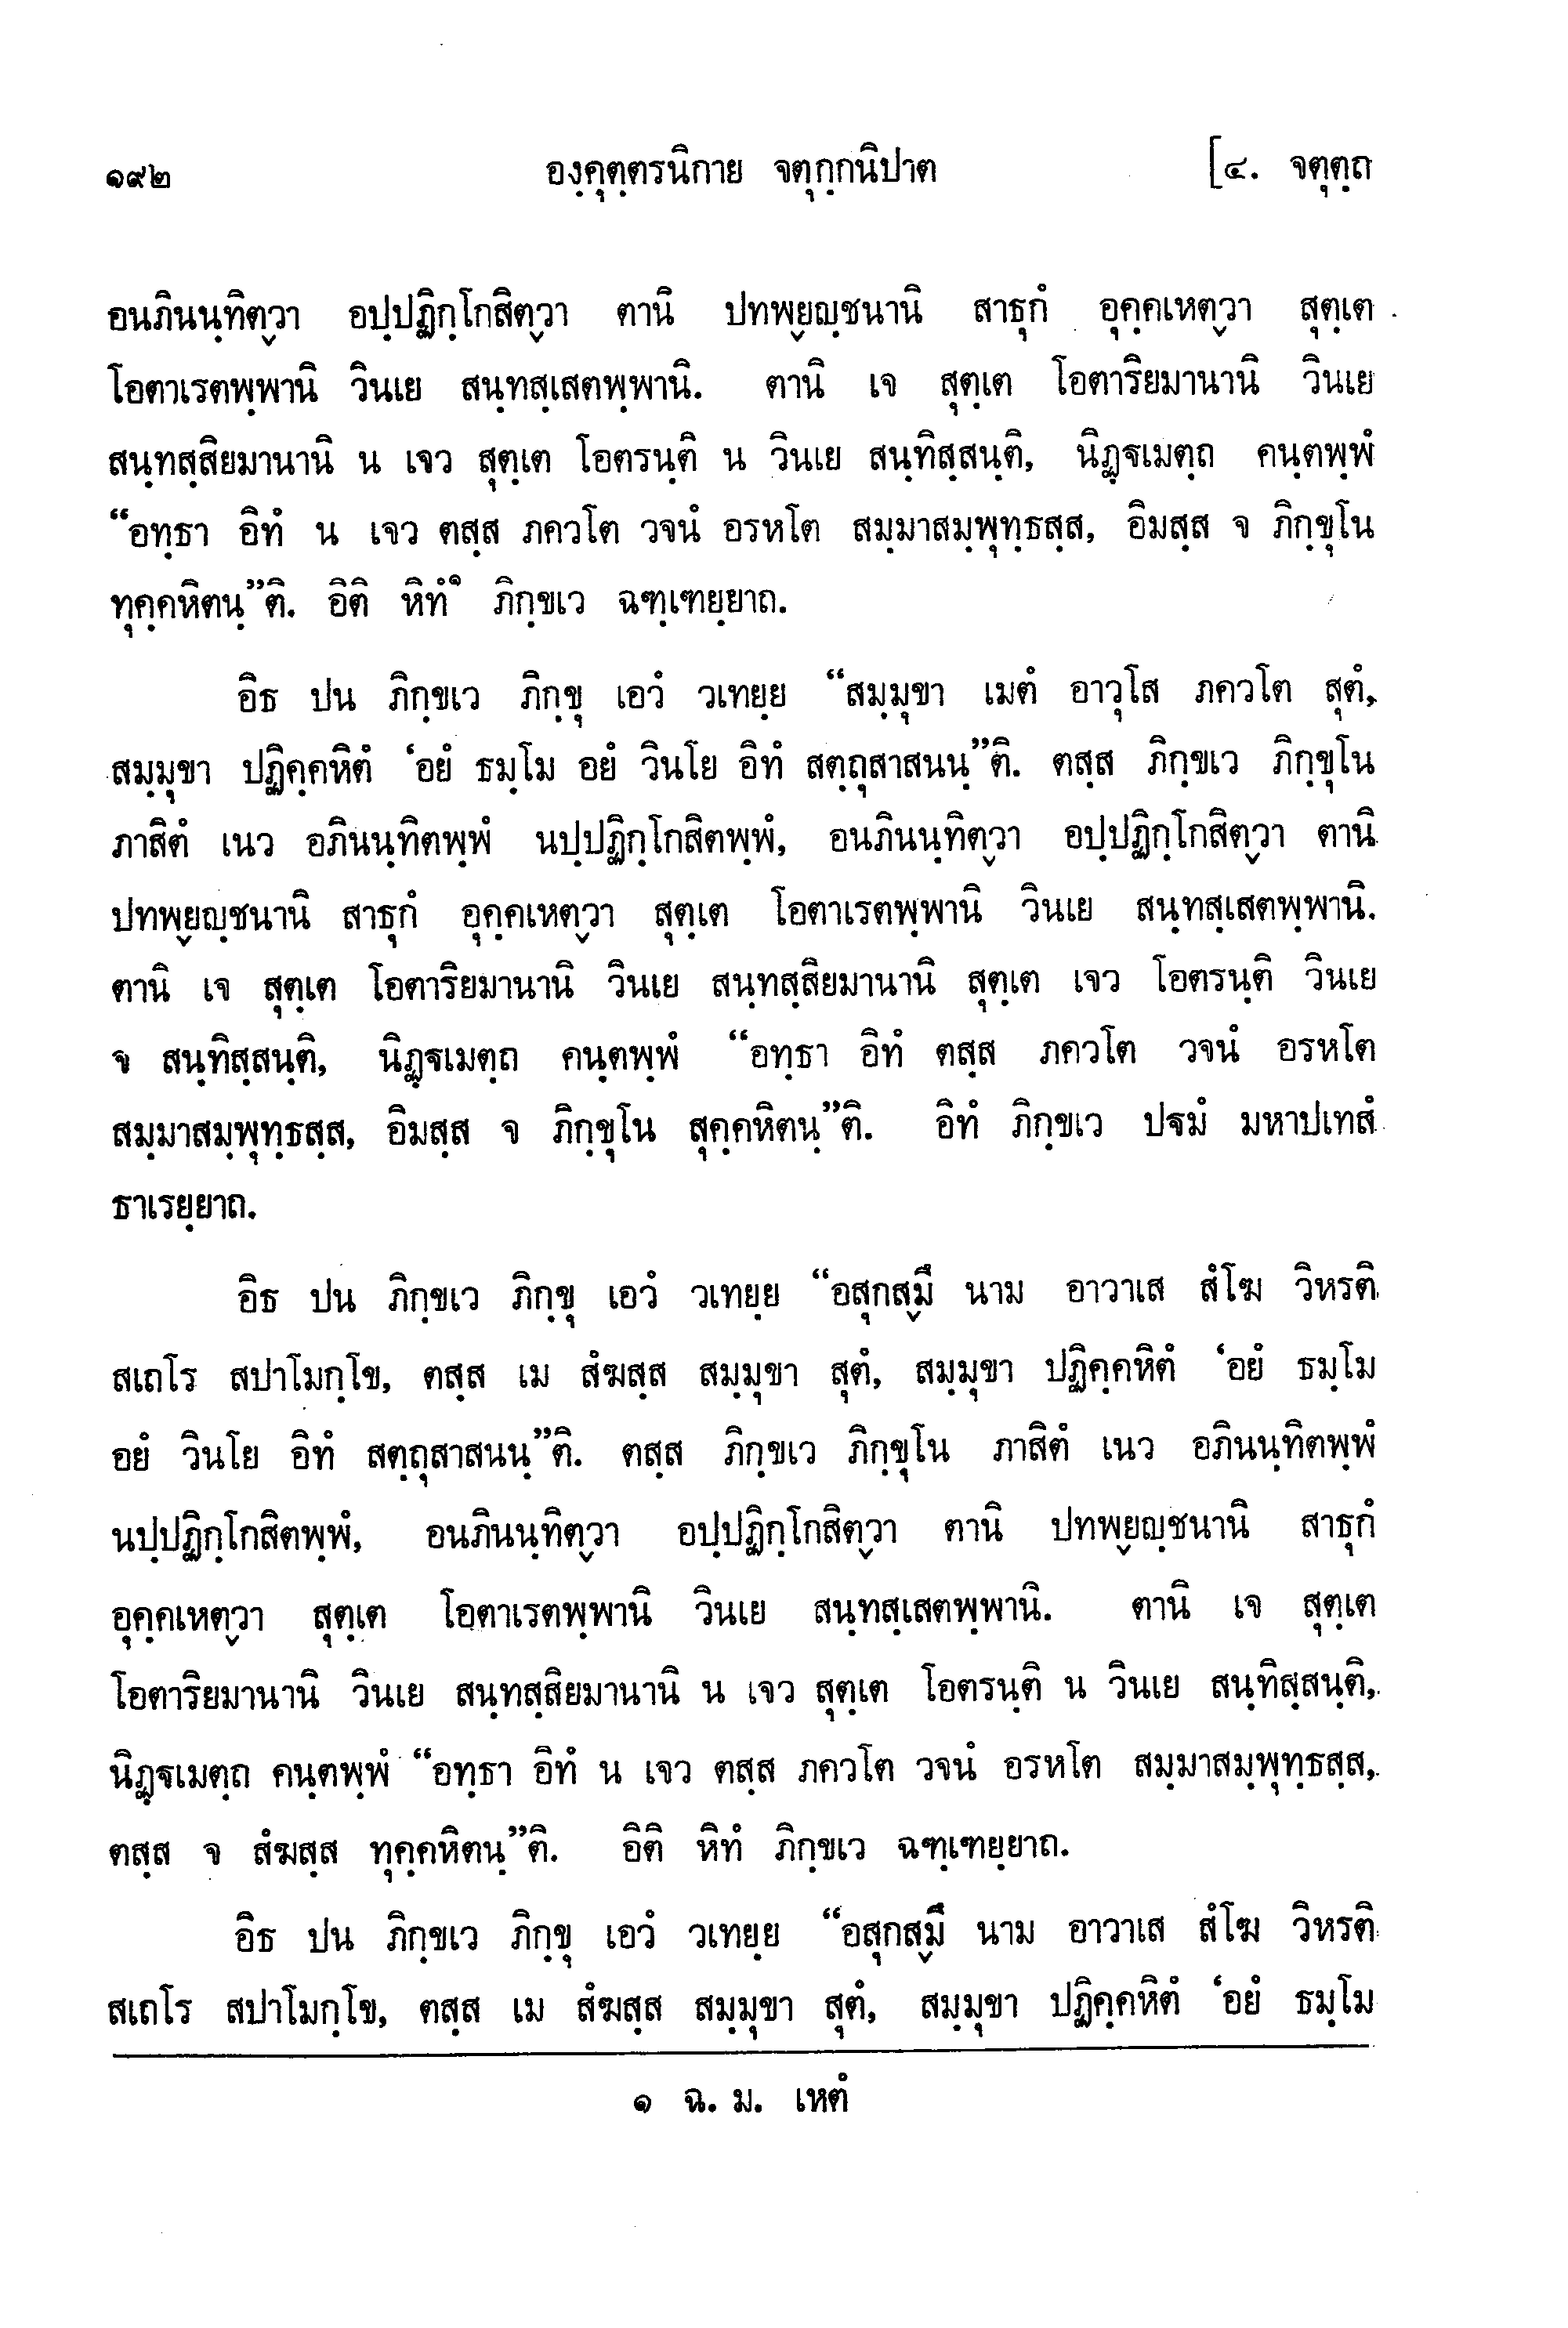 ๑๙๒ องฺคุตฺตรนิกาย จตุกฺกนิปาต [๔. จตุตฺถ
อนภินนฺทิตฺวา อปฺปฏิกฺโกสิตฺวา ตานิ ปทพฺยญฺชนานิ สาธุกํ อุคฺคเหตฺวา สุตฺเต
โอตาเรตพฺพานิ วินเย สนฺทสฺเสตพฺพานิ. ตานิ เจ สุตฺเต โอตาริยมานานิ วินเย
สนฺทสฺสิยมานานิ น เจว สุตฺเต โอตรนฺติ น วินเย สนฺทิสฺสนฺติ, นิฏฺฐเมตฺถ คนฺตพฺพํ
“อทฺธา อิทํ น เจว ตสฺส ภควโต วจนํ อรหโต สมฺมาสมฺพุทฺธสฺส, อิมสฺส จ ภิกฺขุโน
ทุคฺคหิตนฺ”ติ. อิติ หิทํ๑ ภิกฺขเว ฉฑฺเฑยฺยาถ.
อิธ ปน ภิกฺขเว ภิกฺขุ เอวํ วเทยฺย “สมฺมุขา เมตํ อาวุโส ภควโต สุตํ,
สมฺมุขา ปฏิคฺคหิตํ ‘อยํ ธมฺโม อยํ วินโย อิทํ สตฺถุสาสนนฺ”ติ. ตสฺส ภิกฺขเว ภิกฺขุโน
ภาสิตํ เนว อภินนฺทิตพฺพํ นปฺปฏิกฺโกสิตพฺพํ, อนภินนฺทิตฺวา อปฺปฏิกฺโกสิตฺวา ตานิ
ปทพฺยญฺชนานิ สาธุกํ อุคฺคเหตฺวา สุตฺเต โอตาเรตพฺพานิ วินเย สนฺทสฺเสตพฺพานิ.
ตานิ เจ สุตฺเต โอตาริยมานานิ วินเย สนฺทสฺสิยมานานิ สุตฺเต เจว โอตรนฺติ วินเย
จ สนฺทิสฺสนฺติ, นิฏฺฐเมตฺถ คนฺตพฺพํ “อทฺธา อิทํ ตสฺส ภควโต วจนํ อรหโต
สมฺมาสมฺพุทฺธสฺส, อิมสฺส จ ภิกฺขุโน สุคฺคหิตนฺ”ติ. อิทํ ภิกฺขเว ปฐมํ มหาปเทสํ
ธาเรยฺยาถ.
อิธ ปน ภิกฺขเว ภิกฺขุ เอวํ วเทยฺย “อสุกสฺมึ นาม อาวาเส สํโฆ วิหรติ
สเถโร สปาโมกฺโข, ตสฺส เม สํฆสฺส สมฺมุขา สุตํ, สมฺมุขา ปฏิคฺคหิตํ ‘อยํ ธมฺโม
อยํ วินโย อิทํ สตฺถุสาสนนฺ”ติ. ตสฺส ภิกฺขเว ภิกฺขุโน ภาสิตํ เนว อภินนฺทิตพฺพํ
นปฺปฏิกฺโกสิตพฺพํ, อนภินนฺทิตฺวา อปฺปฏิกฺโกสิตฺวา ตานิ ปทพฺยญฺชนานิ สาธุกํ
อุคฺคเหตฺวา สุตฺเต โอตาเรตพฺพานิ วินเย สนฺทสฺเสตพฺพานิ. ตานิ เจ สุตฺเต
โอตาริยมานานิ วินเย สนฺทสฺสิยมานานิ น เจว สุตฺเต โอตรนฺติ น วินเย สนฺทิสฺสนฺติ,
นิฏฺฐเมตฺถ คนฺตพฺพํ “อทฺธา อิทํ น เจว ตสฺส ภควโต วจนํ อรหโต สมฺมาสมฺพุทฺธสฺส,
ตสฺส จ สํฆสฺส ทุคฺคหิตนฺ”ติ. อิติ หิทํ ภิกฺขเว ฉฑฺเฑยฺยาถ.
อิธ ปน ภิกฺขเว ภิกฺขุ เอวํ วเทยฺย “อสุกสฺมึ นาม อาวาเส สํโฆ วิหรติ
สเถโร สปาโมกฺโข, ตสฺส เม สํฆสฺส สมฺมุขา สุตํ, สมฺมุขา ปฏิคฺคหิตํ ‘อยํ ธมฺโม
๑ ฉ. ม. เหตํ